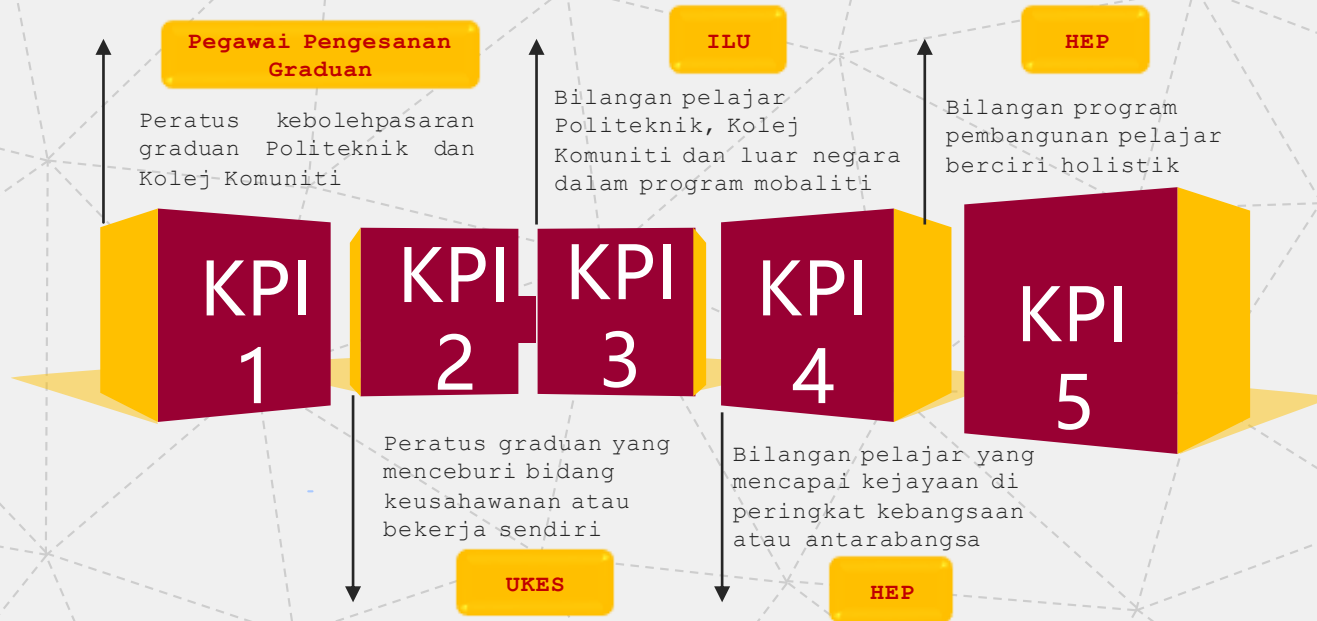 Pegawai Pengesanan
Graduan
Peratus kebolehpasaran
graduan Politeknik dan
Kolej Komuniti
ILU
Bilangan pelajar
Politeknik, Kolej
Komuniti dan luar negara
dalam program mobaliti
HEP
Bilangan program
pembangunan pelajar
berciri holistik
KPI
1
KPI
2
KPI
3
KPI
4
KPI
5
Peratus graduan yang
menceburi bidang
keusahawanan atau
bekerja sendiri
UKES
Bilangan pelajar yang
mencapai kejayaan di
peringkat kebangsaan
atau antarabangsa
HEP